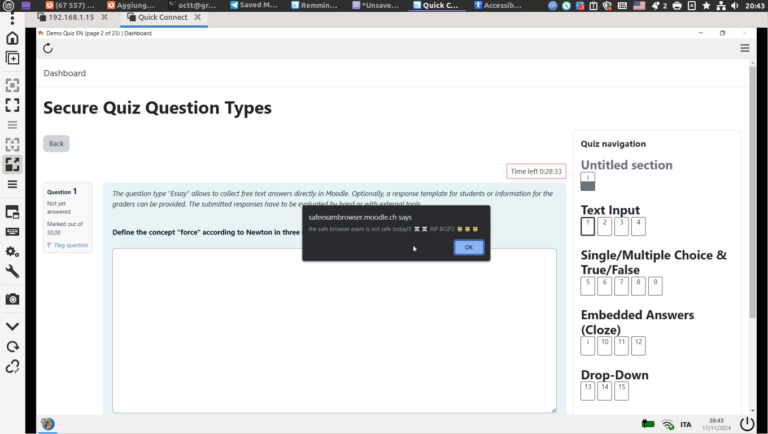 (67 557) ...
Aggiung...
octt@gr...
Saved M...
Remmin...
*Unsave...
Quick C...
Accessib...
2
20:43
192.168.1.15
Quick Connect
Demo Quiz EN (page 2 of 23) | Dashboard
Dashboard
Secure Quiz Question Types
Back
Time left 0:28:33
Question 1
Not yet
answered
Marked out of
30.00
Flag question
The question type "Essay" allows to collect free text answers directly in Moodle. Optionally, a response template for students or information for the
graders can be provided. The submitted responses have to be evaluated by hand or with external tools.
Define the concept "force" according to Newton in three
safeexambrowser.moodle.ch says
the safe browser exam is not safe today!!! ☠️ ☠️ RIP BOZO 😹 😹 😹
OK
Quiz navigation
Untitled section
i
Text Input
1 2 3 4
Single/Multiple Choice &
True/False
5 6 7 8 9
Embedded Answers
(Cloze)
i 10 11 12
Drop-Down
13 14 15
ITA
20:43
17/11/2024